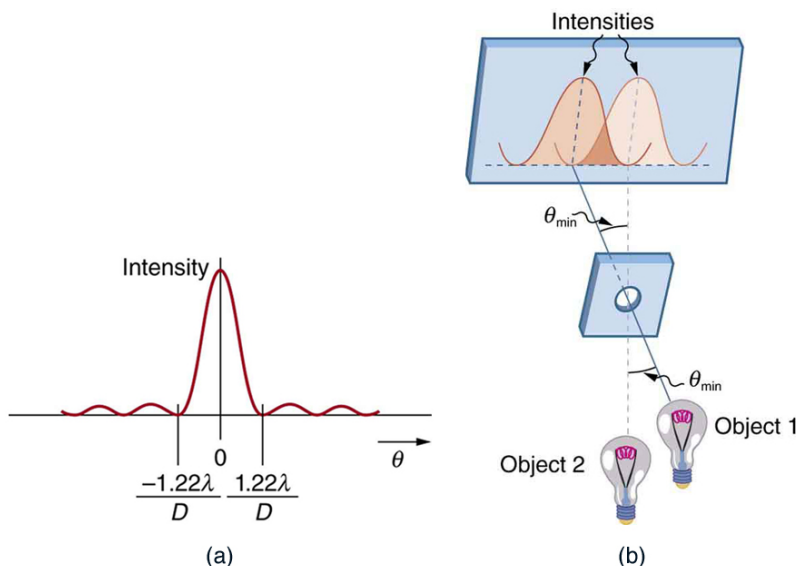 Intensity
0
θ
−1.22λ
D
1.22λ
D
(a)
Intensities
θmin
θmin
Object 1
Object 2
(b)